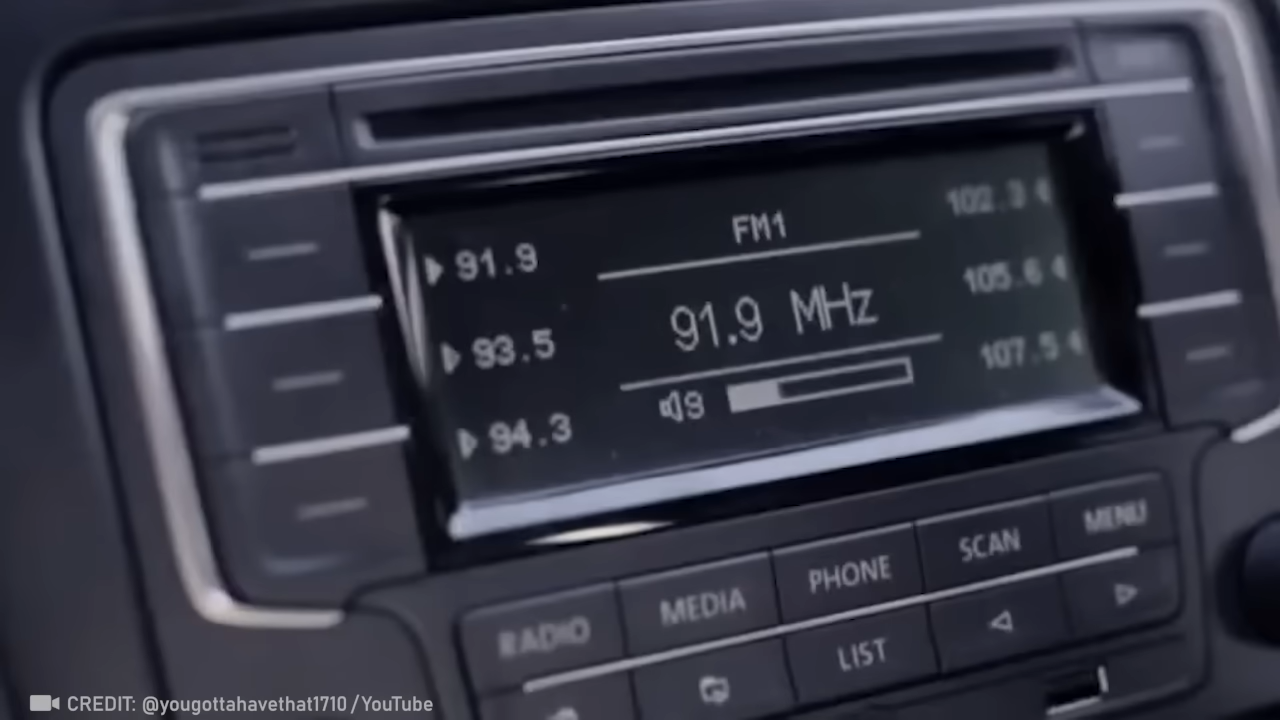 FM1
91.9
93.5
94.3
91.9 MHz
9
102.3
105.6
107.5
RADIO
MEDIA
PHONE
SCAN
MENU
LIST
CREDIT: @yougottahavethat1710 / YouTube